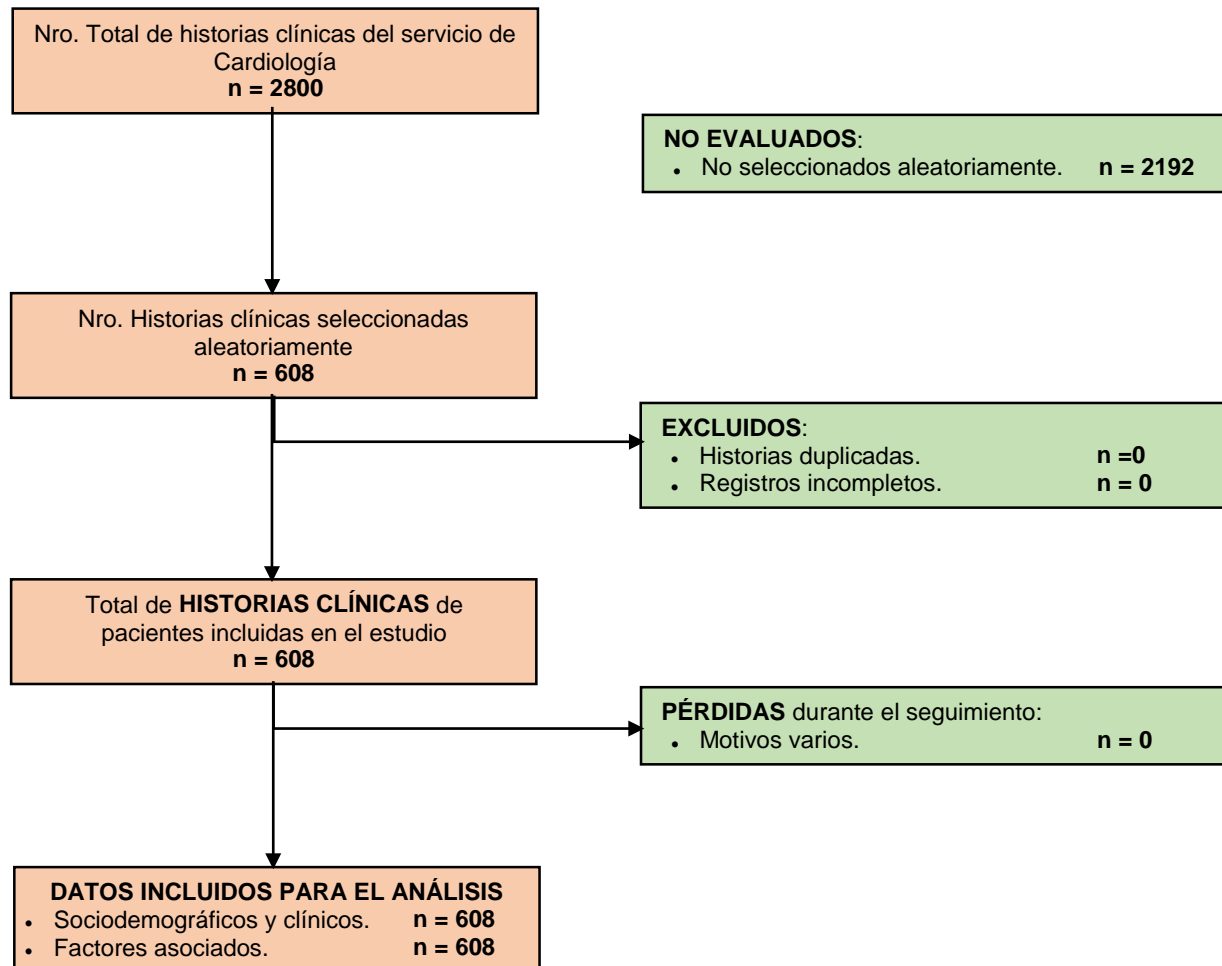 Nro. Total de historias clínicas del servicio de
Cardiología
n = 2800
NO EVALUADOS:
• No seleccionados aleatoriamente. n = 2192
Nro. Historias clínicas seleccionadas
aleatoriamente
n = 608
EXCLUIDOS:
• Historias duplicadas. n =0
• Registros incompletos. n = 0
Total de HISTORIAS CLÍNICAS de
pacientes incluidas en el estudio
n = 608
PÉRDIDAS durante el seguimiento:
• Motivos varios. n = 0
DATOS INCLUIDOS PARA EL ANÁLISIS
• Sociodemográficos y clínicos. n = 608
• Factores asociados. n = 608